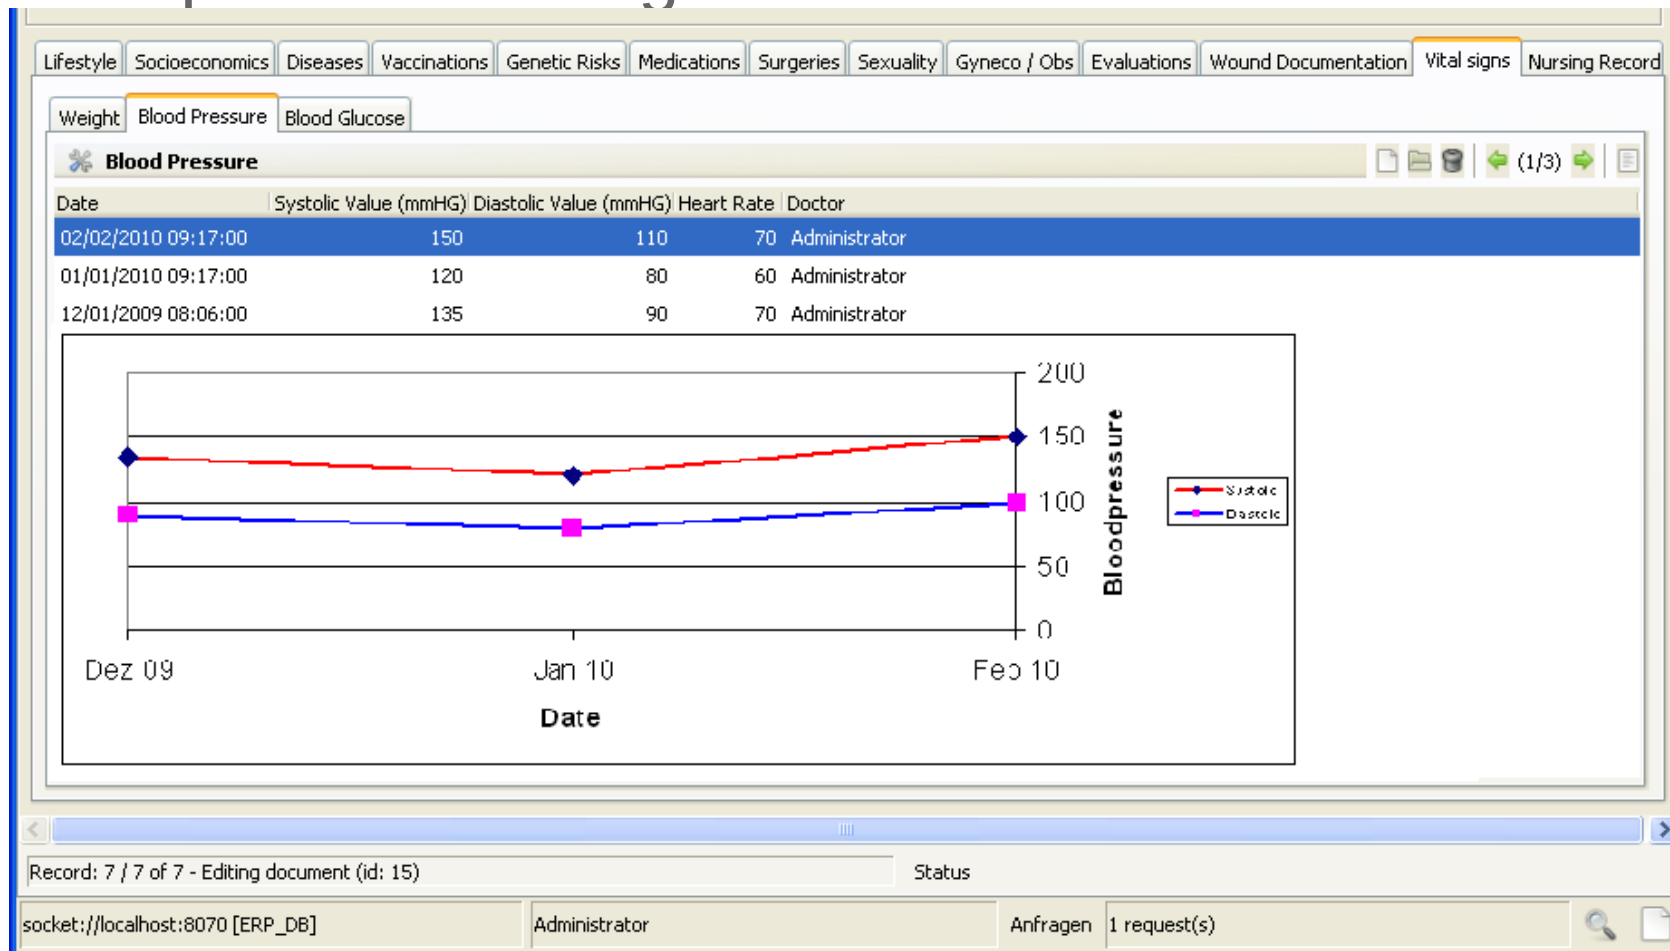 Lifestyle Socioeconomics Diseases Vaccinations Genetic Risks Medications Surgeries Sexuality Gyneco / Obs Evaluations Wound Documentation Vital signs Nursing Record
Weight Blood Pressure Blood Glucose
Blood Pressure (1/3)
Date Systolic Value (mmHG) Diastolic Value (mmHG) Heart Rate Doctor
02/02/2010 09:17:00 150 110 70 Administrator
01/01/2010 09:17:00 120 80 60 Administrator
12/01/2009 08:06:00 135 90 70 Administrator
200
150
100
50
0
Bloodpressure
Systolic
Diastolic
Dez 09 Jan 10 Feb 10
Date
Record: 7 / 7 of 7 - Editing document (id: 15) Status
socket://localhost:8070 [ERP_DB] Administrator Anfragen 1 request(s)